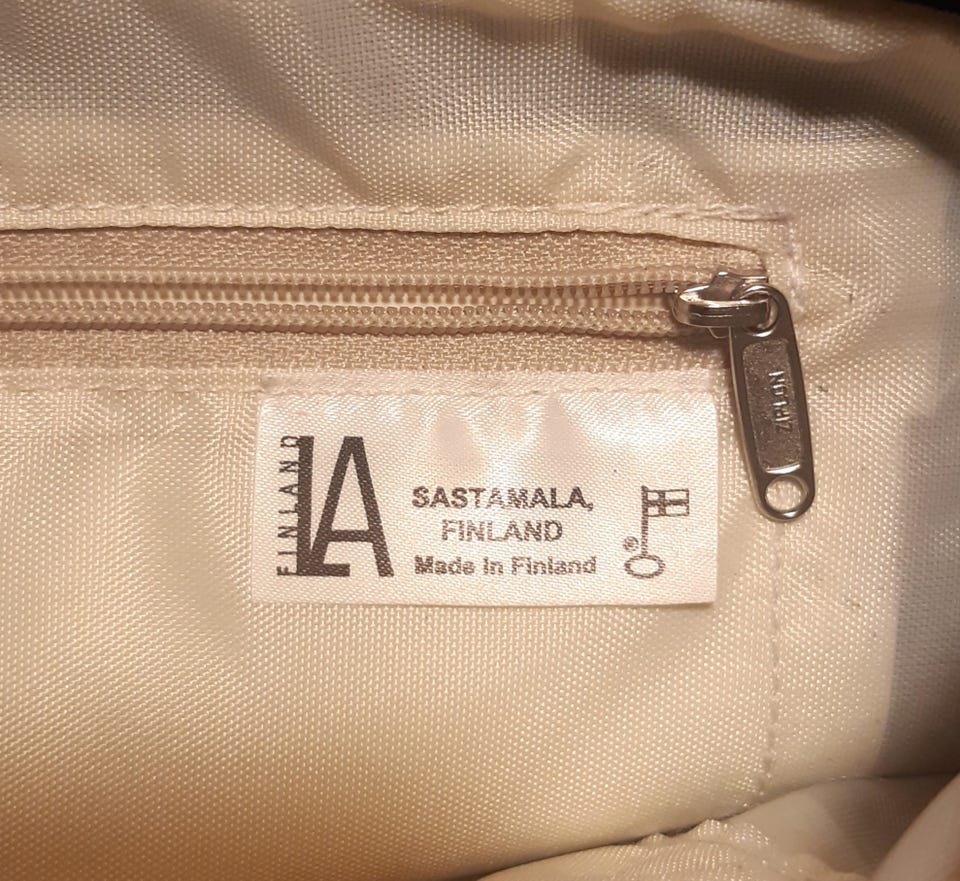 FINLAND
LA
SASTAMALA,
FINLAND
Made in Finland
®
ZIPLON